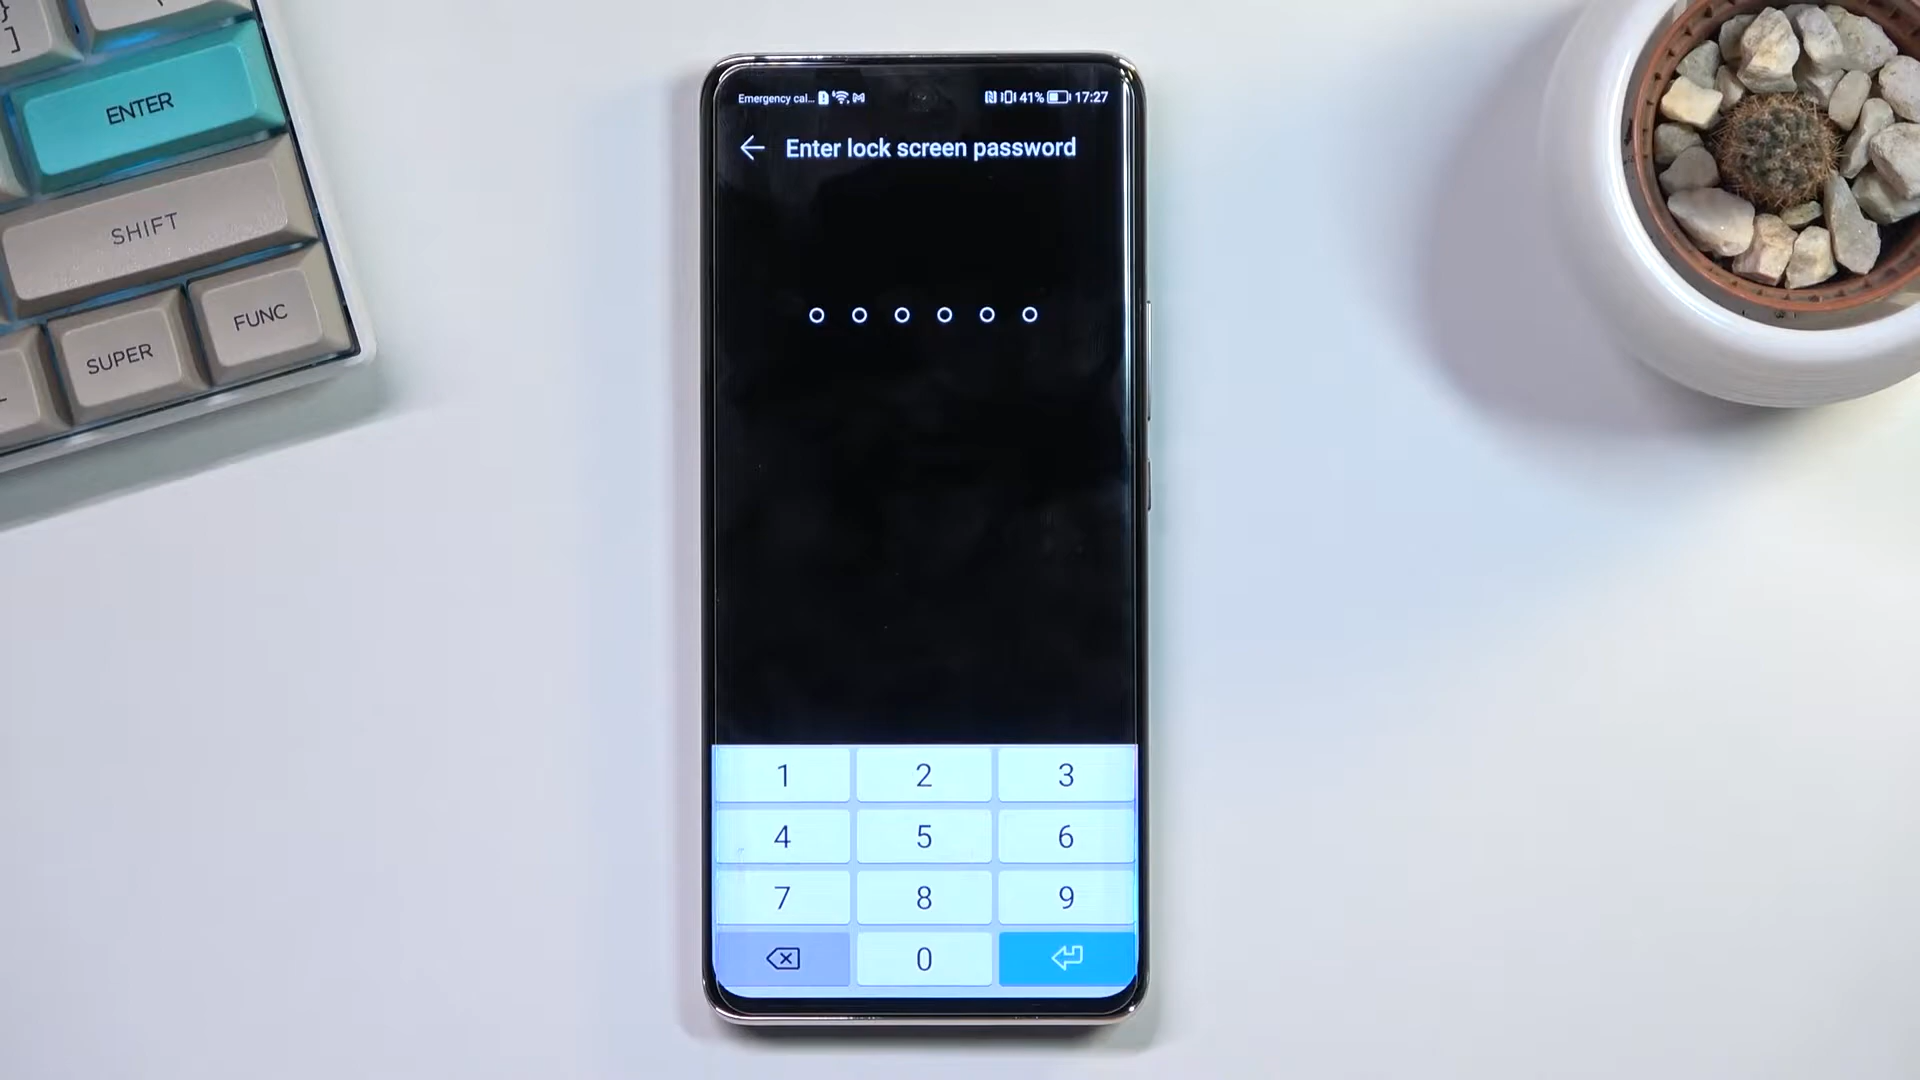 }
]
ENTER
SHIFT
FUNC
SUPER
Emergency cal... 41% 17:27
Enter lock screen password
1 2 3
4 5 6
7 8 9
0